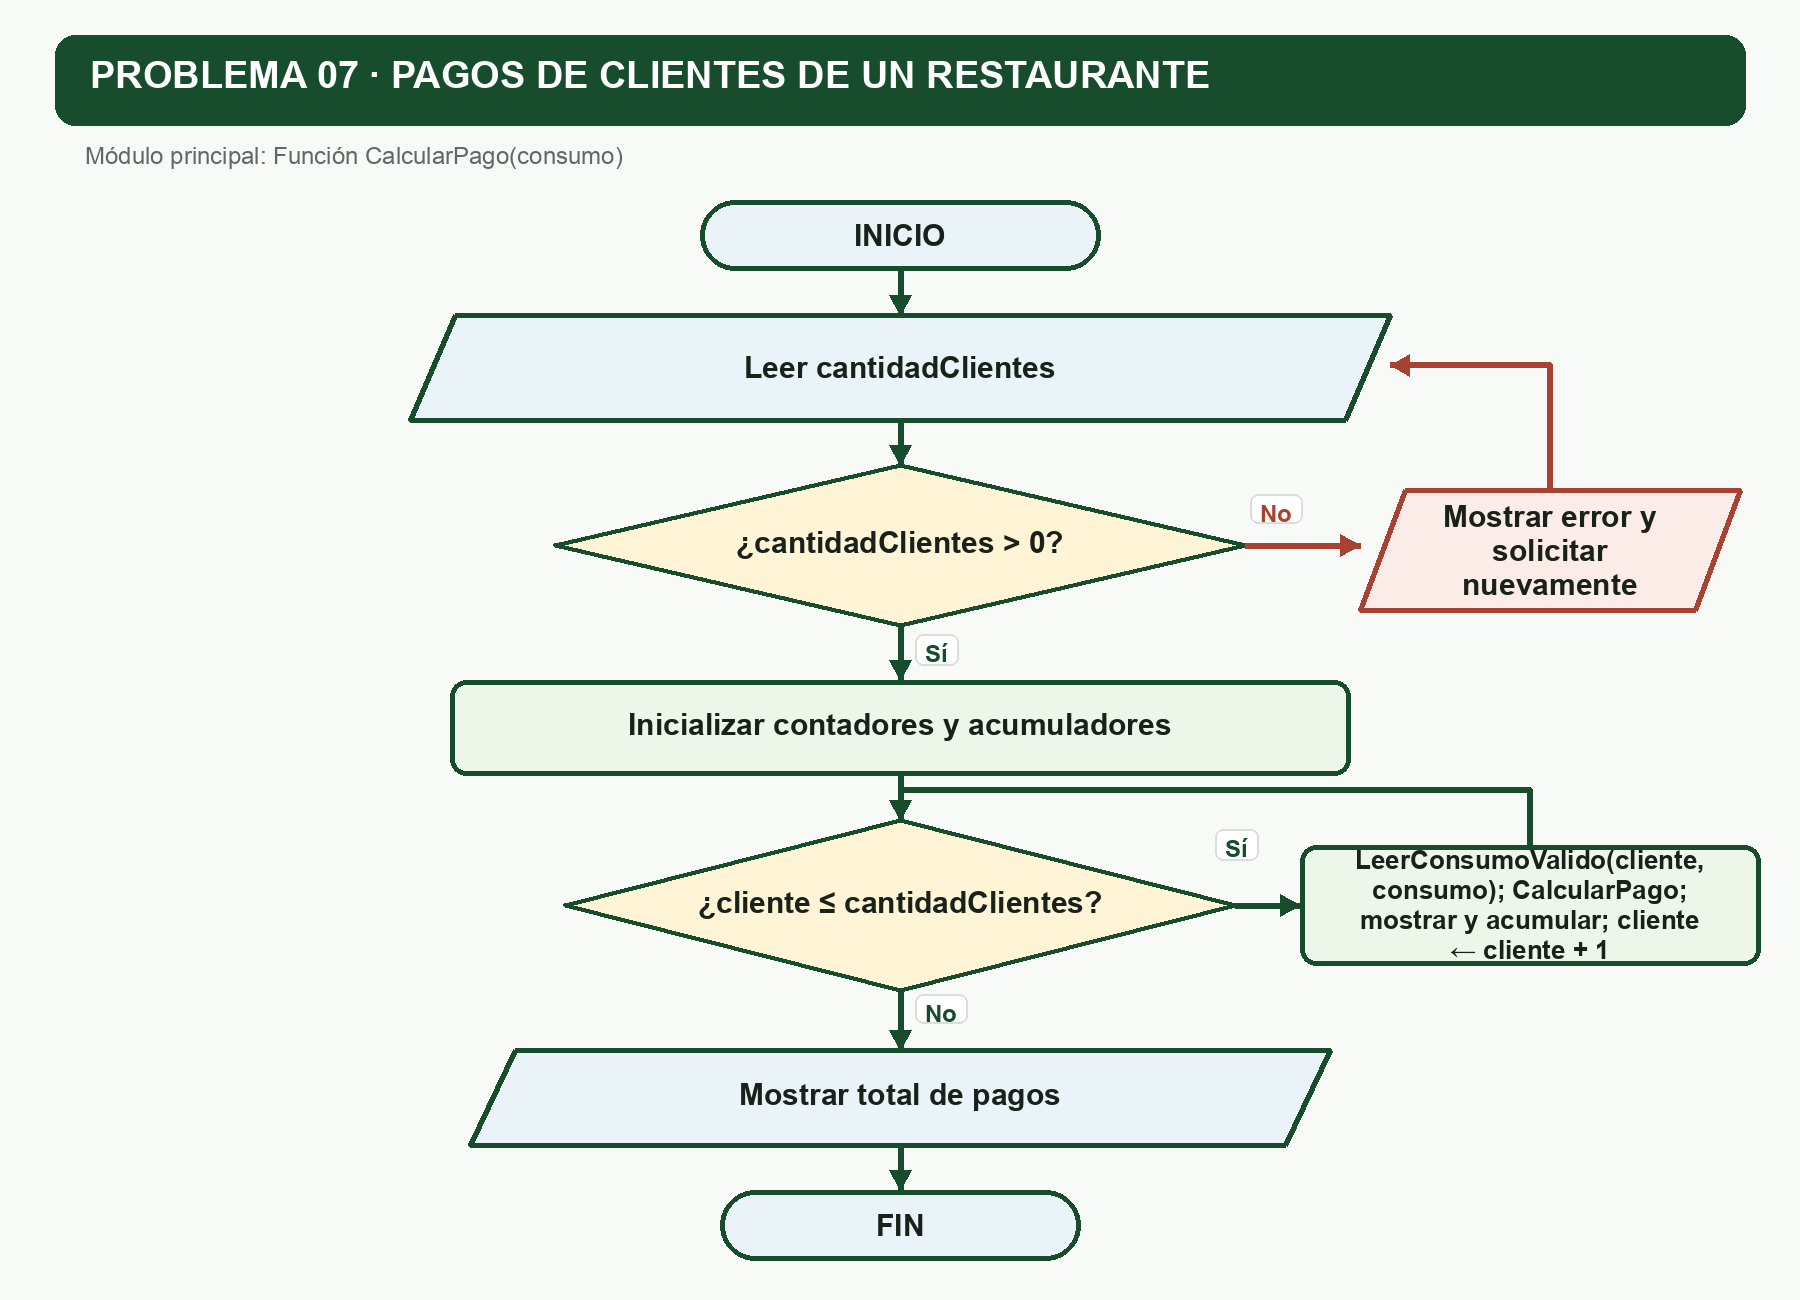 PROBLEMA 07 · PAGOS DE CLIENTES DE UN RESTAURANTE
Módulo principal: Función CalcularPago(consumo)
INICIO
Leer cantidadClientes
¿cantidadClientes > 0?
No
Mostrar error y
solicitar
nuevamente
Sí
Inicializar contadores y acumuladores
¿cliente ≤ cantidadClientes?
Sí
LeerConsumoValido(cliente,
consumo); CalcularPago;
mostrar y acumular; cliente
← cliente + 1
No
Mostrar total de pagos
FIN